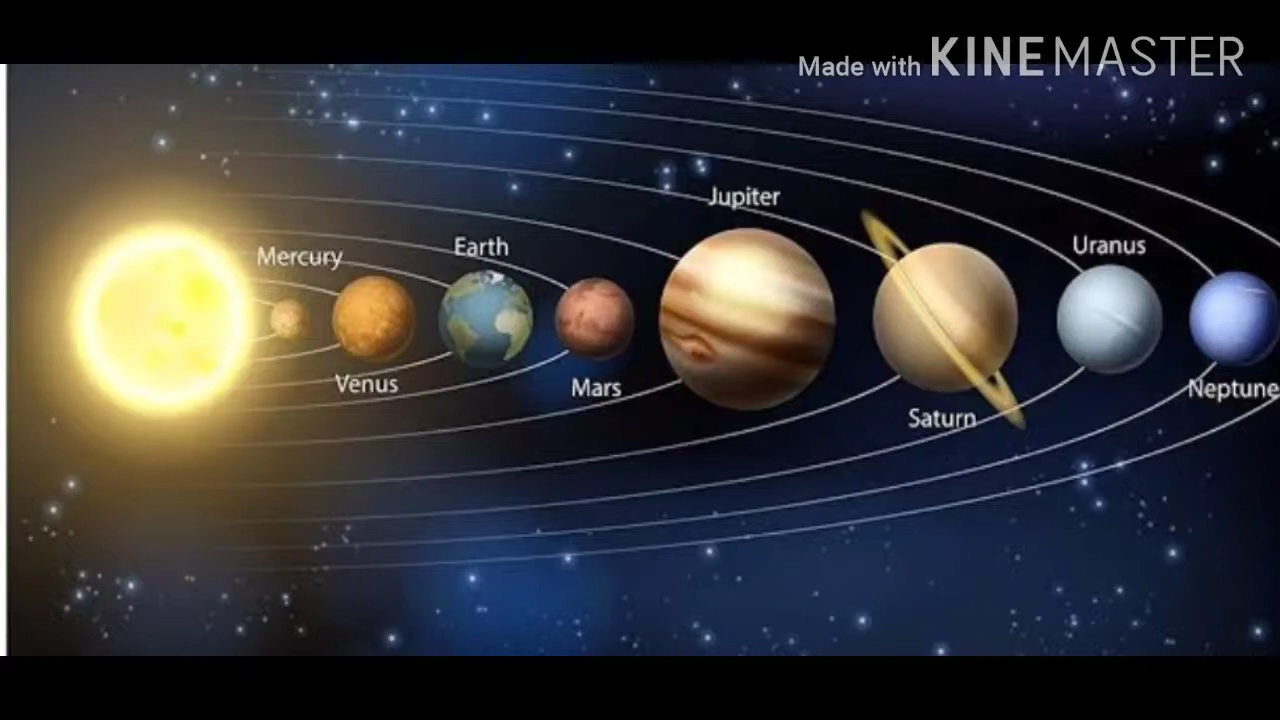 Made with KINEMASTER
Jupiter
Earth
Uranus
Mercury
Venus
Mars
Neptune
Saturn